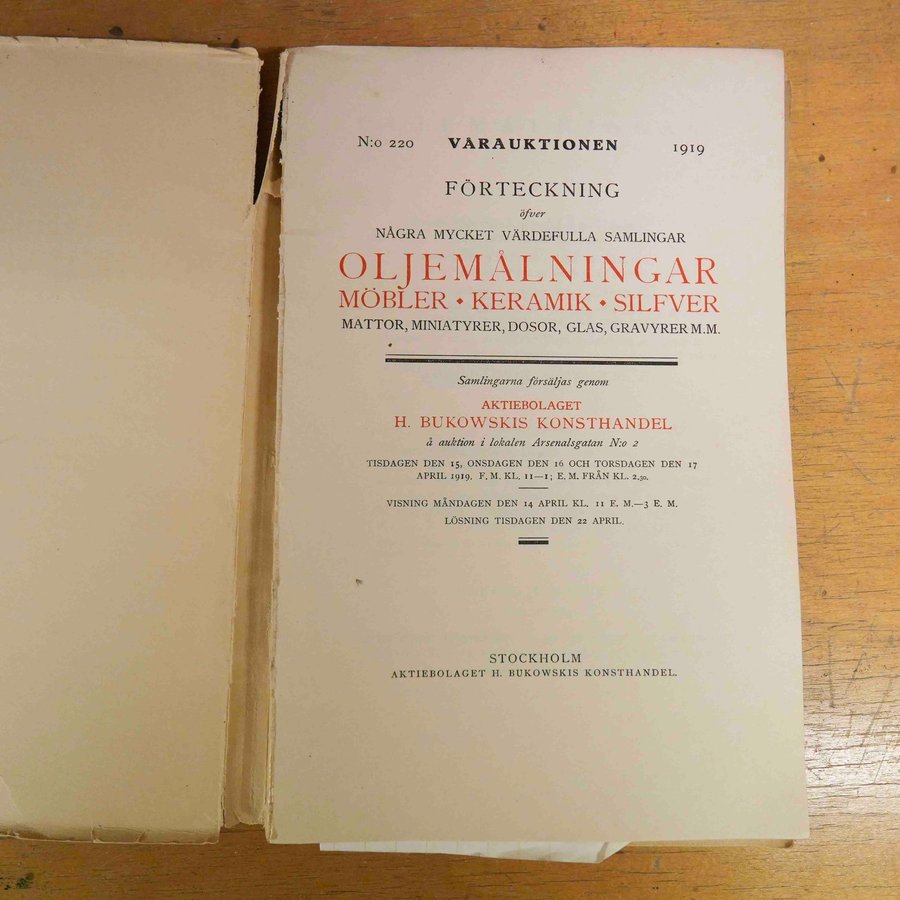 N:o 220 VÅRAUKTIONEN 1919
FÖRTECKNING
öfver
NÅGRA MYCKET VÄRDEFULLA SAMLINGAR
OLJEMÅLNINGAR
MÖBLER • KERAMIK • SILFVER
MATTOR, MINIATYRER, DOSOR, GLAS, GRAVYRER M.M.
Samlingarna försäljas genom
AKTIEBOLAGET
H. BUKOWSKIS KONSTHANDEL
å auktion i lokalen Arsenalsgatan N:o 2
TISDAGEN DEN 15, ONSDAGEN DEN 16 OCH TORSDAGEN DEN 17
APRIL 1919. F. M. KL. 11—1; E. M. FRÅN KL. 2,30.
VISNING MÅNDAGEN DEN 14 APRIL KL. 11 F. M.—3 E. M.
LÖSNING TISDAGEN DEN 22 APRIL.
STOCKHOLM
AKTIEBOLAGET H. BUKOWSKIS KONSTHANDEL.